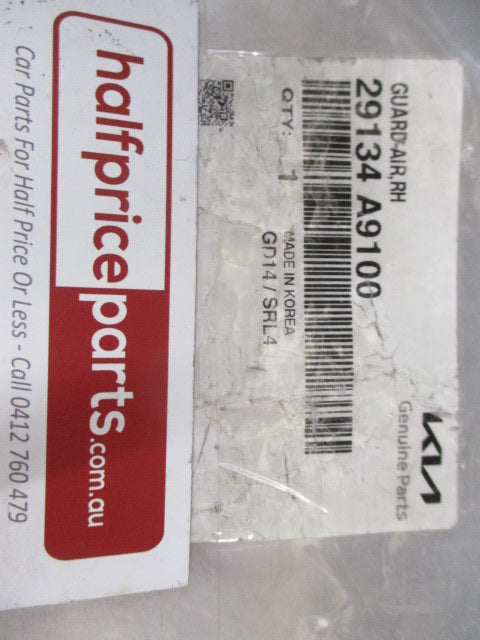 halfpriceparts.com.au
Car Parts For Half Price Or Less - Call 0412 760 479
KIA
Genuine Parts
GUARD-AIR,RH
29134 A9100
QTY: 1
MADE IN KOREA
GD14 / SRL4